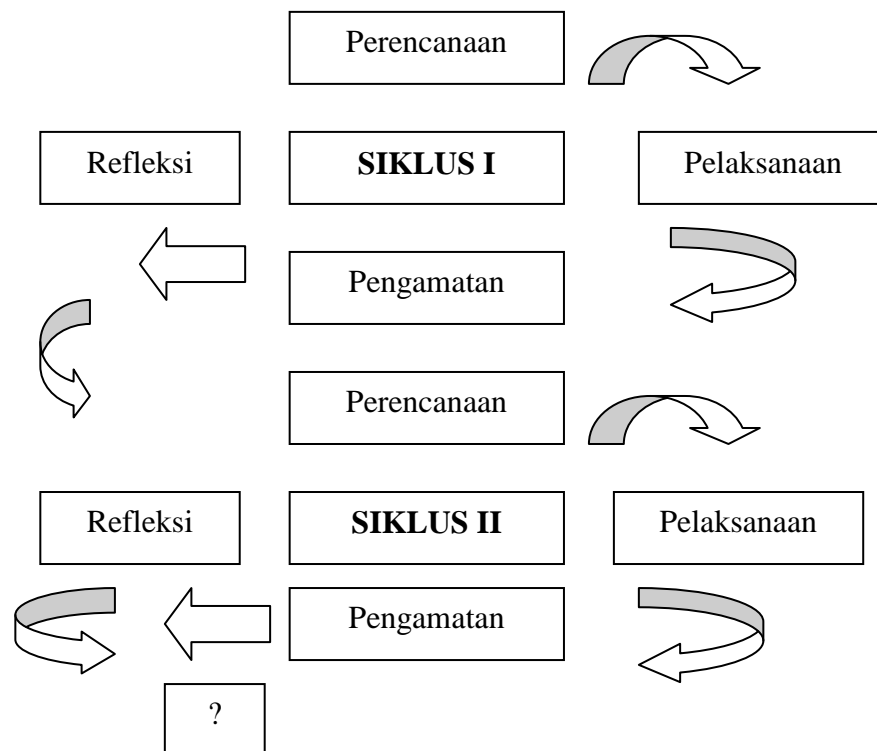 Perencanaan
Refleksi
SIKLUS I
Pelaksanaan
Pengamatan
Perencanaan
Refleksi
SIKLUS II
Pelaksanaan
Pengamatan
?